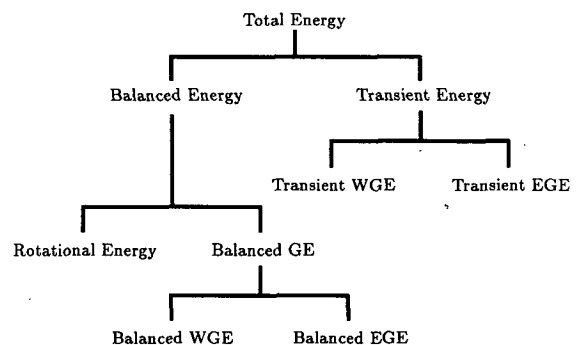 Total Energy
Balanced Energy Transient Energy
Transient WGE Transient EGE
Rotational Energy Balanced GE
Balanced WGE Balanced EGE